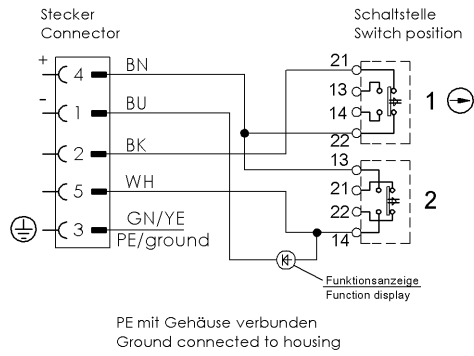 Stecker
Connector
Schaltstelle
Switch position
+
4
BN
-
1
BU
2
BK
5
WH
3
GN/YE
PE/ground
21
13
14
22
1
13
21
22
14
2
Funktionsanzeige
Function display
PE mit Gehäuse verbunden
Ground connected to housing